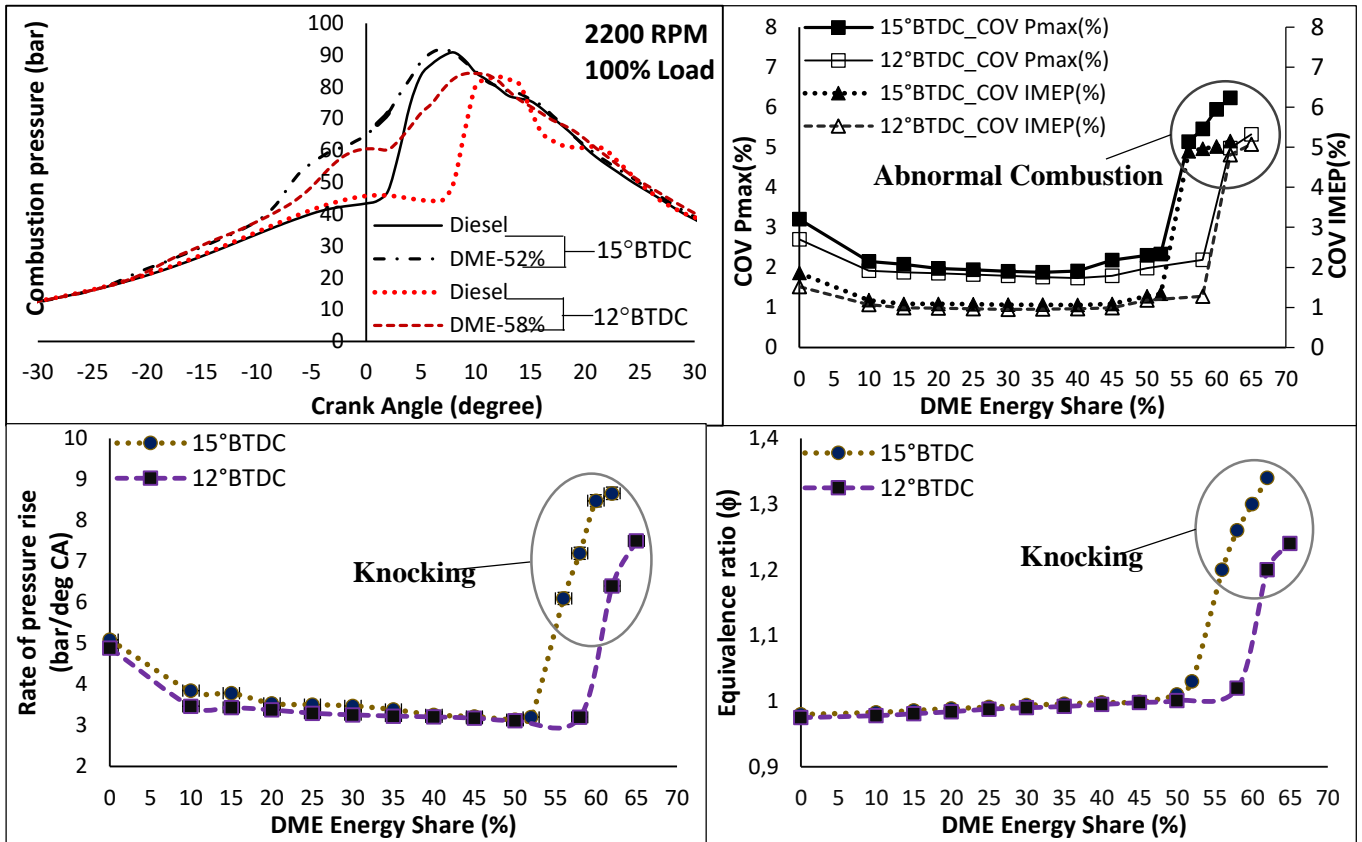 Combustion pressure (bar)
100
90
80
70
60
50
40
30
20
10
0
2200 RPM
100% Load
Diesel
DME-52%
15°BTDC
Diesel
DME-58%
12°BTDC
-30 -25 -20 -15 -10 -5 0 5 10 15 20 25 30
Crank Angle (degree)
COV Pmax(%)
8
7
6
5
4
3
2
1
0
15°BTDC_COV Pmax(%)
12°BTDC_COV Pmax(%)
15°BTDC_COV IMEP(%)
12°BTDC_COV IMEP(%)
Abnormal Combustion
8
7
6
5
4
3
2
1
0
COV IMEP(%)
0 5 10 15 20 25 30 35 40 45 50 55 60 65 70
DME Energy Share (%)
Rate of pressure rise
(bar/deg CA)
10
9
8
7
6
5
4
3
2
15°BTDC
12°BTDC
Knocking
0 5 10 15 20 25 30 35 40 45 50 55 60 65 70
DME Energy Share (%)
Equivalence ratio (ϕ)
1,4
1,3
1,2
1,1
1
0,9
15°BTDC
12°BTDC
Knocking
0 5 10 15 20 25 30 35 40 45 50 55 60 65 70
DME Energy Share (%)